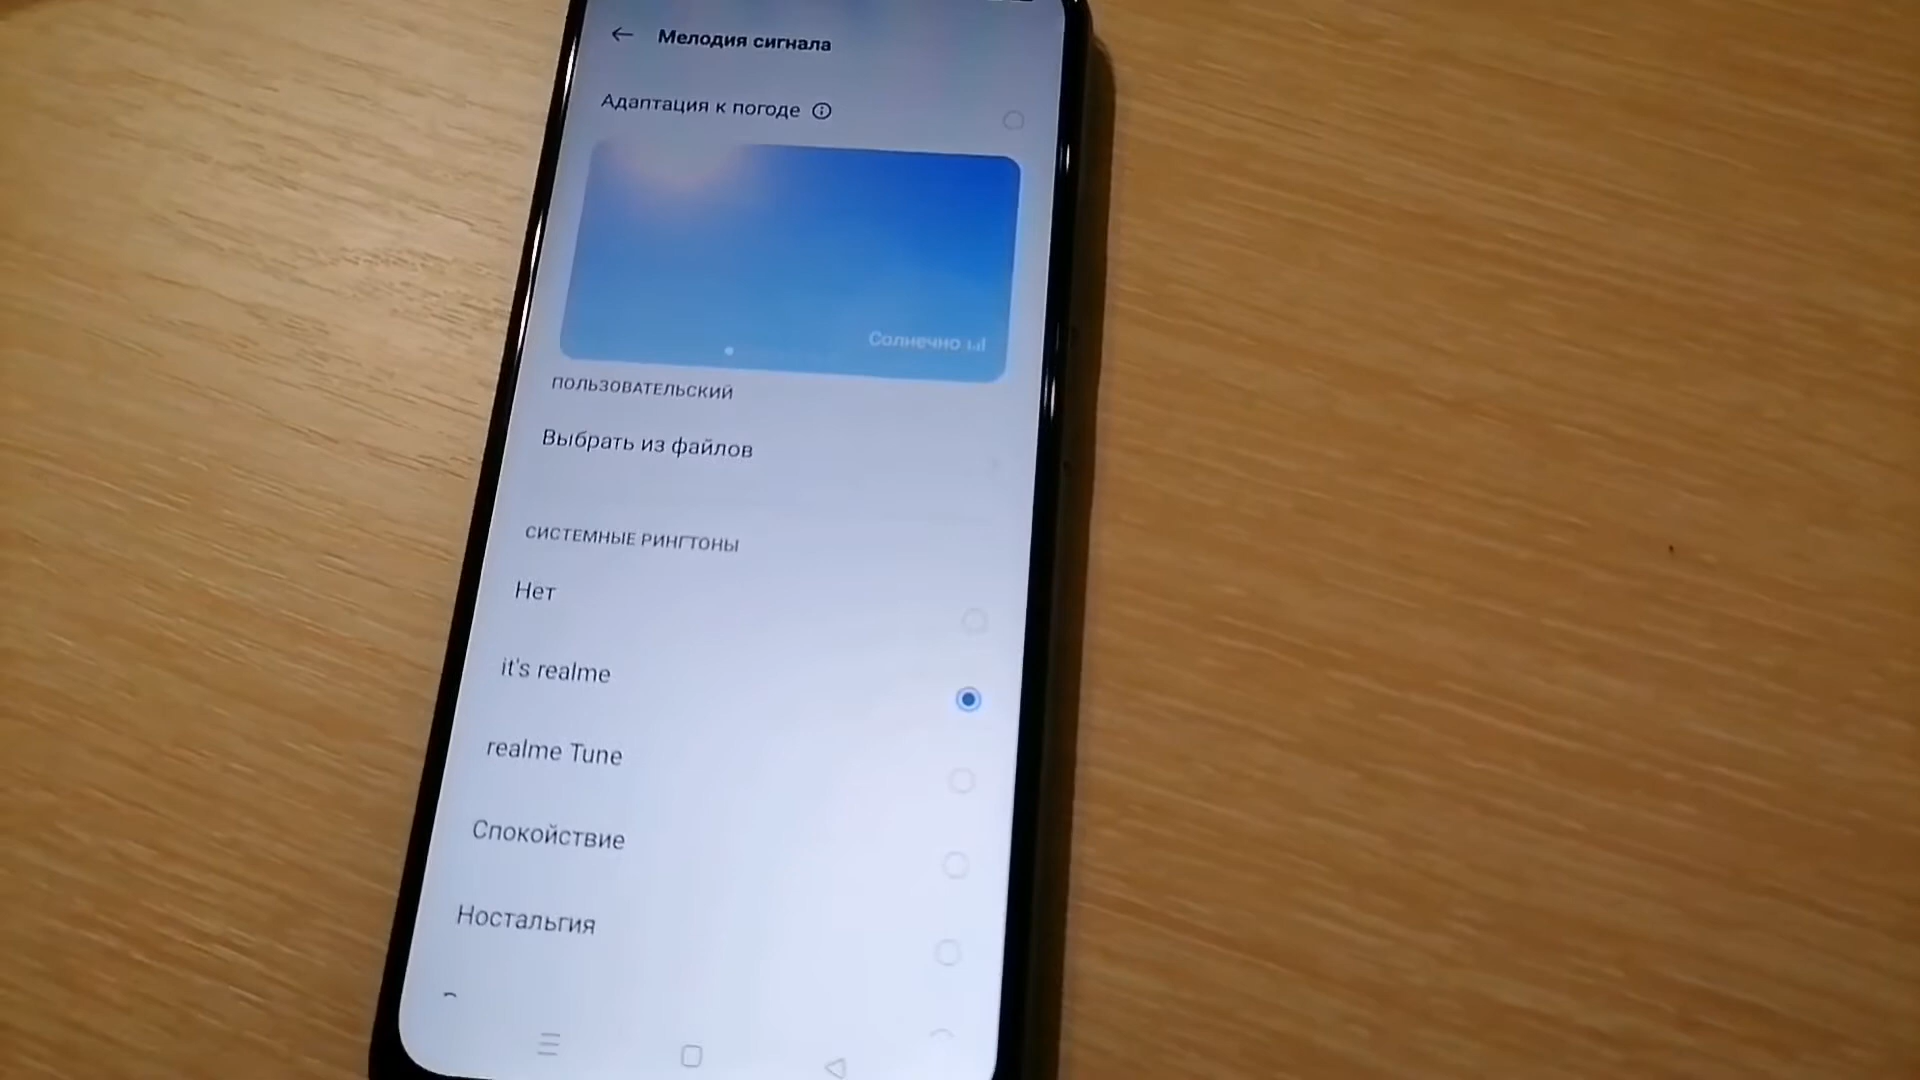 Мелодия сигнала
Адаптация к погоде
Солнечно
ПОЛЬЗОВАТЕЛЬСКИЙ
Выбрать из файлов
СИСТЕМНЫЕ РИНГТОНЫ
Нет
it's realme
realme Tune
Спокойствие
Ностальгия